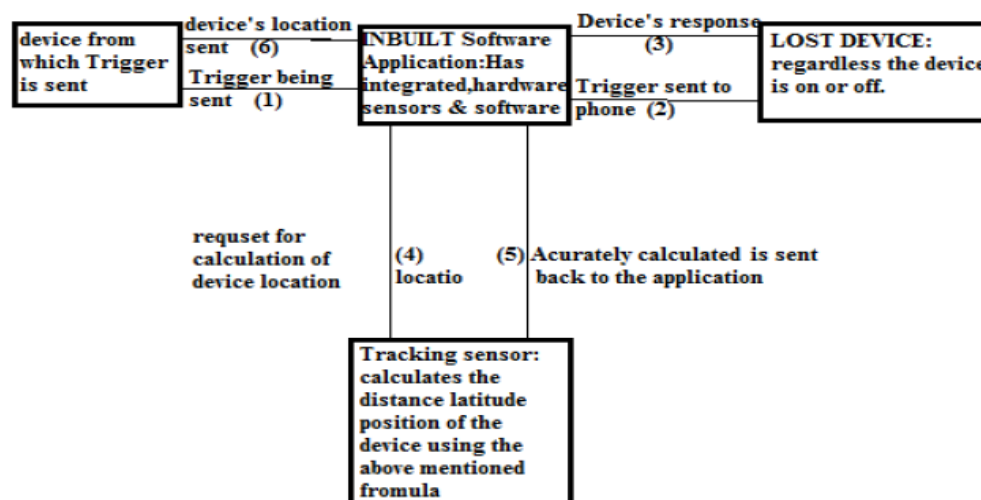 device from
which Trigger
is sent
device's location
sent (6)
Trigger being
sent (1)
INBUILT Software
Application:Has
integrated,hardware
sensors & software
Device's response
(3)
Trigger sent to
phone (2)
LOST DEVICE:
regardless the device
is on or off.
requset for
calculation of
device location
(4)
locatio
(5) Acurately calculated is sent
back to the application
Tracking sensor:
calculates the
distance latitude
position of the
device using the
above mentioned
fromula